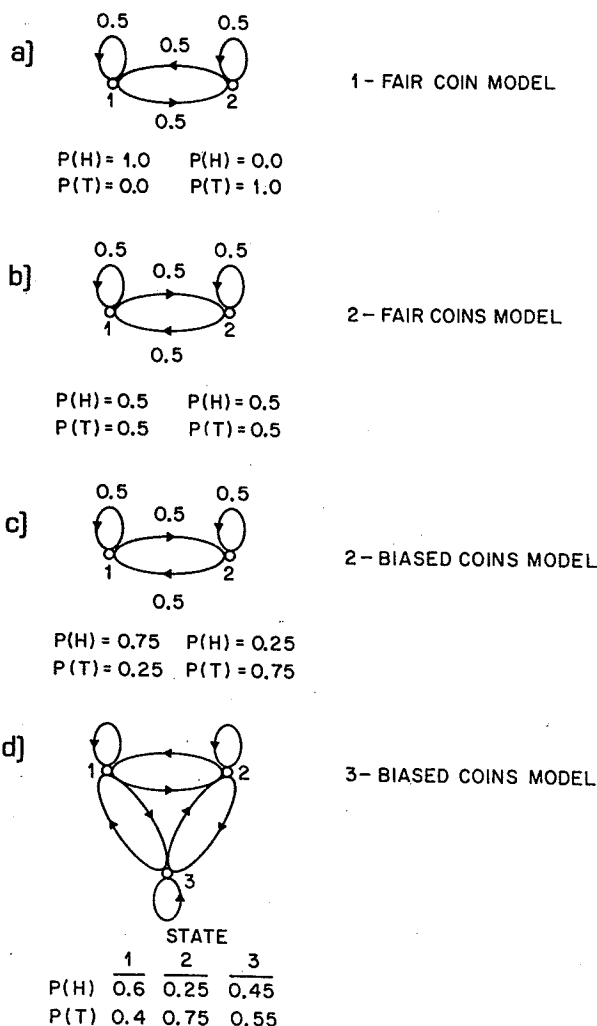 0.5 0.5
a] 0.5
1 2
0.5
1 – FAIR COIN MODEL
P(H) = 1.0 P(H) = 0.0
P(T) = 0.0 P(T) = 1.0
0.5 0.5
b] 0.5
1 2
0.5
2 – FAIR COINS MODEL
P(H) = 0.5 P(H) = 0.5
P(T) = 0.5 P(T) = 0.5
0.5 0.5
c] 0.5
1 2
0.5
2 – BIASED COINS MODEL
P(H) = 0.75 P(H) = 0.25
P(T) = 0.25 P(T) = 0.75
d]
1 2
3 – BIASED COINS MODEL
3
STATE
1 2 3
P(H) 0.6 0.25 0.45
P(T) 0.4 0.75 0.55